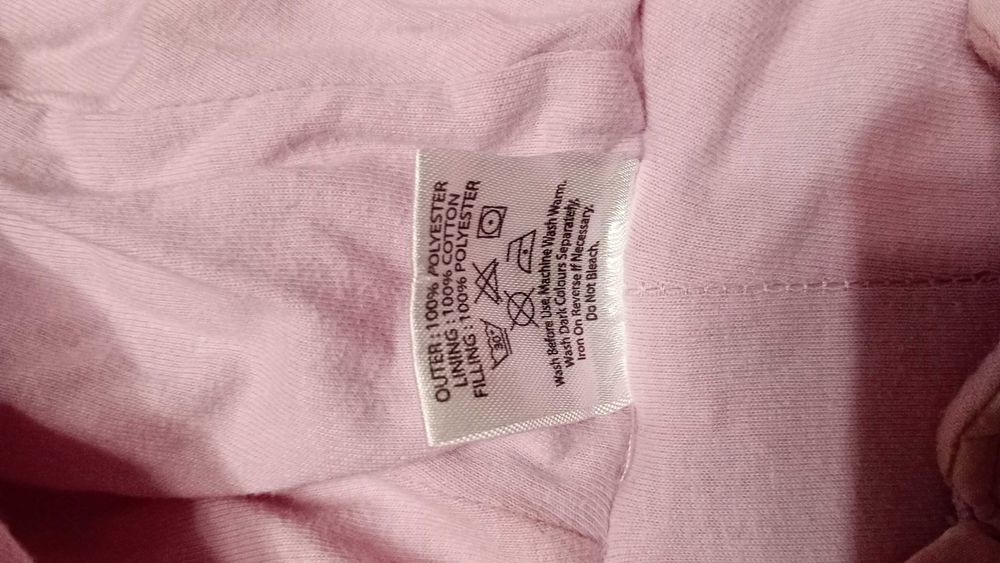 OUTER : 100% POLYESTER
LINING : 100% COTTON
FILLING : 100% POLYESTER
30°
Wash Before Use, Machine Wash Warm.
Wash Dark Colours Separately,
Iron On Reverse If Necessary.
Do Not Bleach.